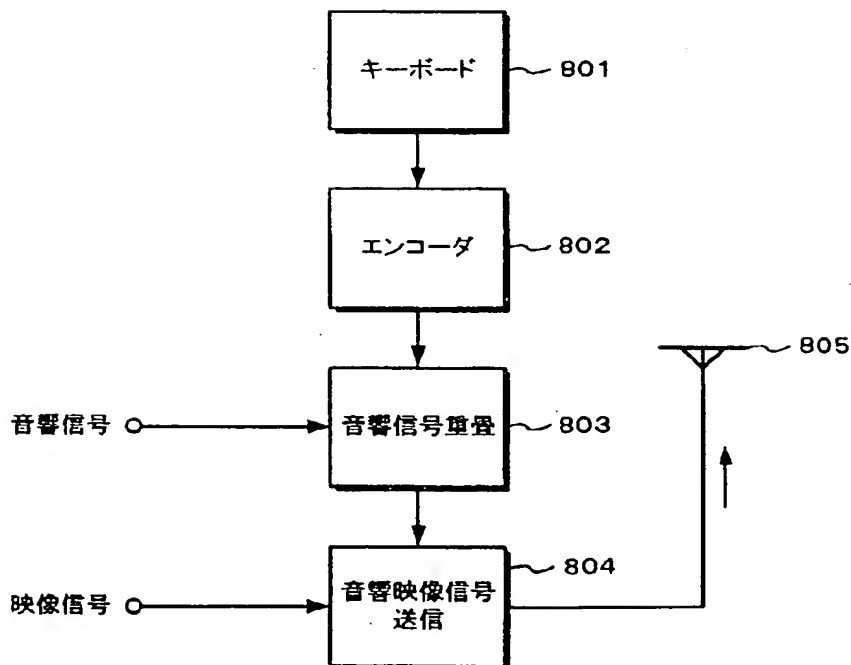 キーボード
801
エンコーダ
802
805
音響信号
音響信号重畳
803
804
映像信号
音響映像信号
送信